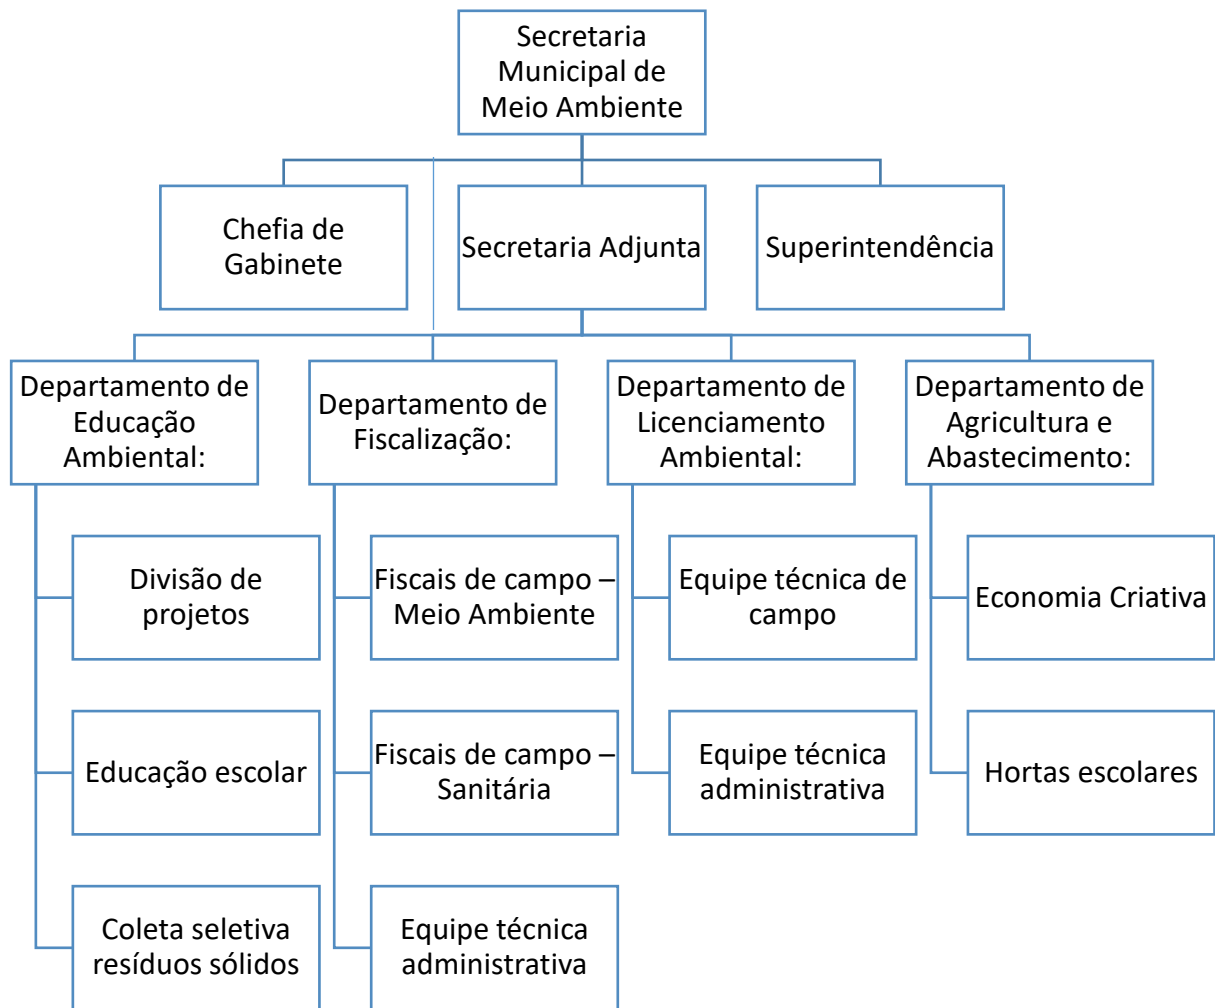 Secretaria
Municipal de
Meio Ambiente
Chefia de
Gabinete
Secretaria Adjunta
Superintendência
Departamento de
Educação
Ambiental:
Departamento de
Fiscalização:
Departamento de
Licenciamento
Ambiental:
Departamento de
Agricultura e
Abastecimento:
Divisão de
projetos
Fiscais de campo –
Meio Ambiente
Equipe técnica de
campo
Economia Criativa
Educação escolar
Fiscais de campo –
Sanitária
Equipe técnica
administrativa
Hortas escolares
Coleta seletiva
resíduos sólidos
Equipe técnica
administrativa